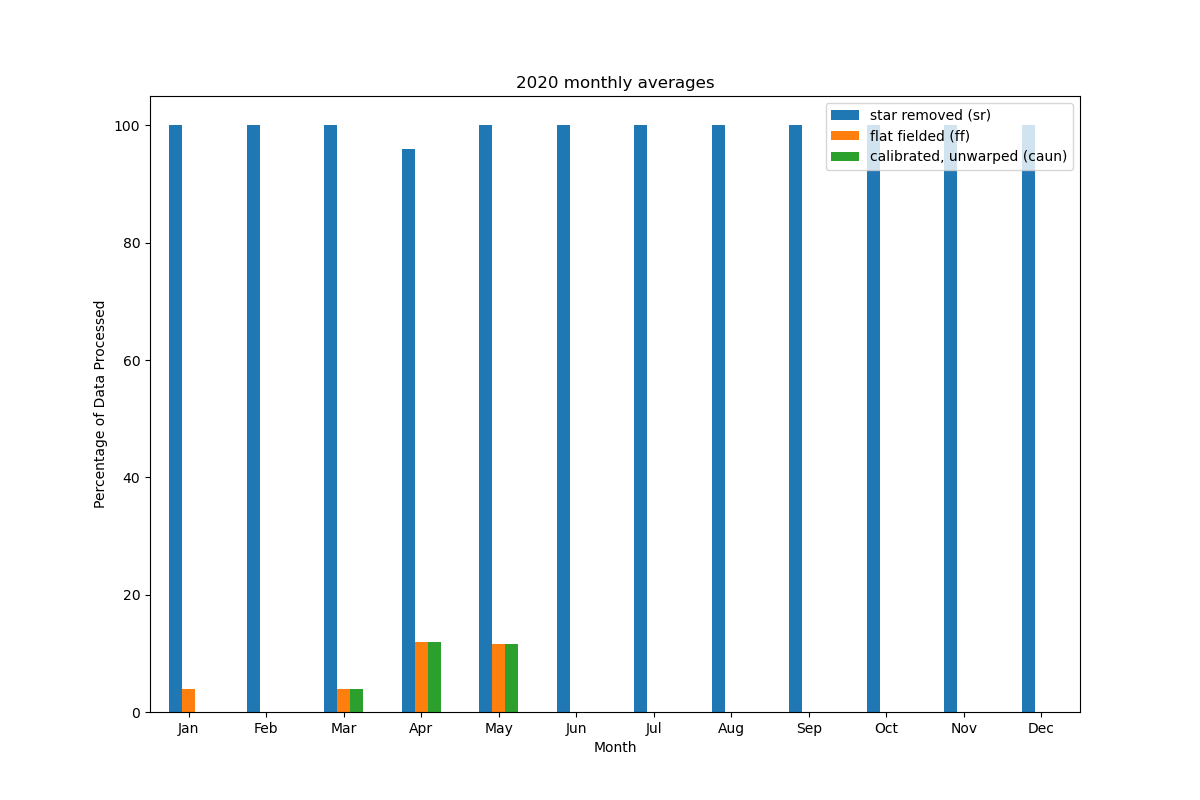 2020 monthly averages
star removed (sr)
flat fielded (ff)
calibrated, unwarped (caun)
Percentage of Data Processed
100
80
60
40
20
0
Jan Feb Mar Apr May Jun Jul Aug Sep Oct Nov Dec
Month